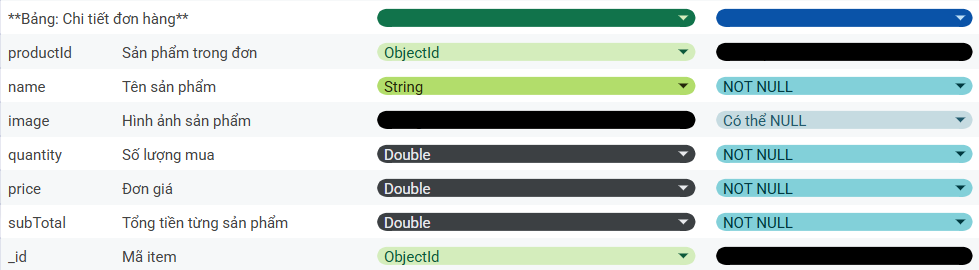 **Bảng: Chi tiết đơn hàng**
productId Sản phẩm trong đơn ObjectId
name Tên sản phẩm String NOT NULL
image Hình ảnh sản phẩm Có thể NULL
quantity Số lượng mua Double NOT NULL
price Đơn giá Double NOT NULL
subTotal Tổng tiền từng sản phẩm Double NOT NULL
_id Mã item ObjectId